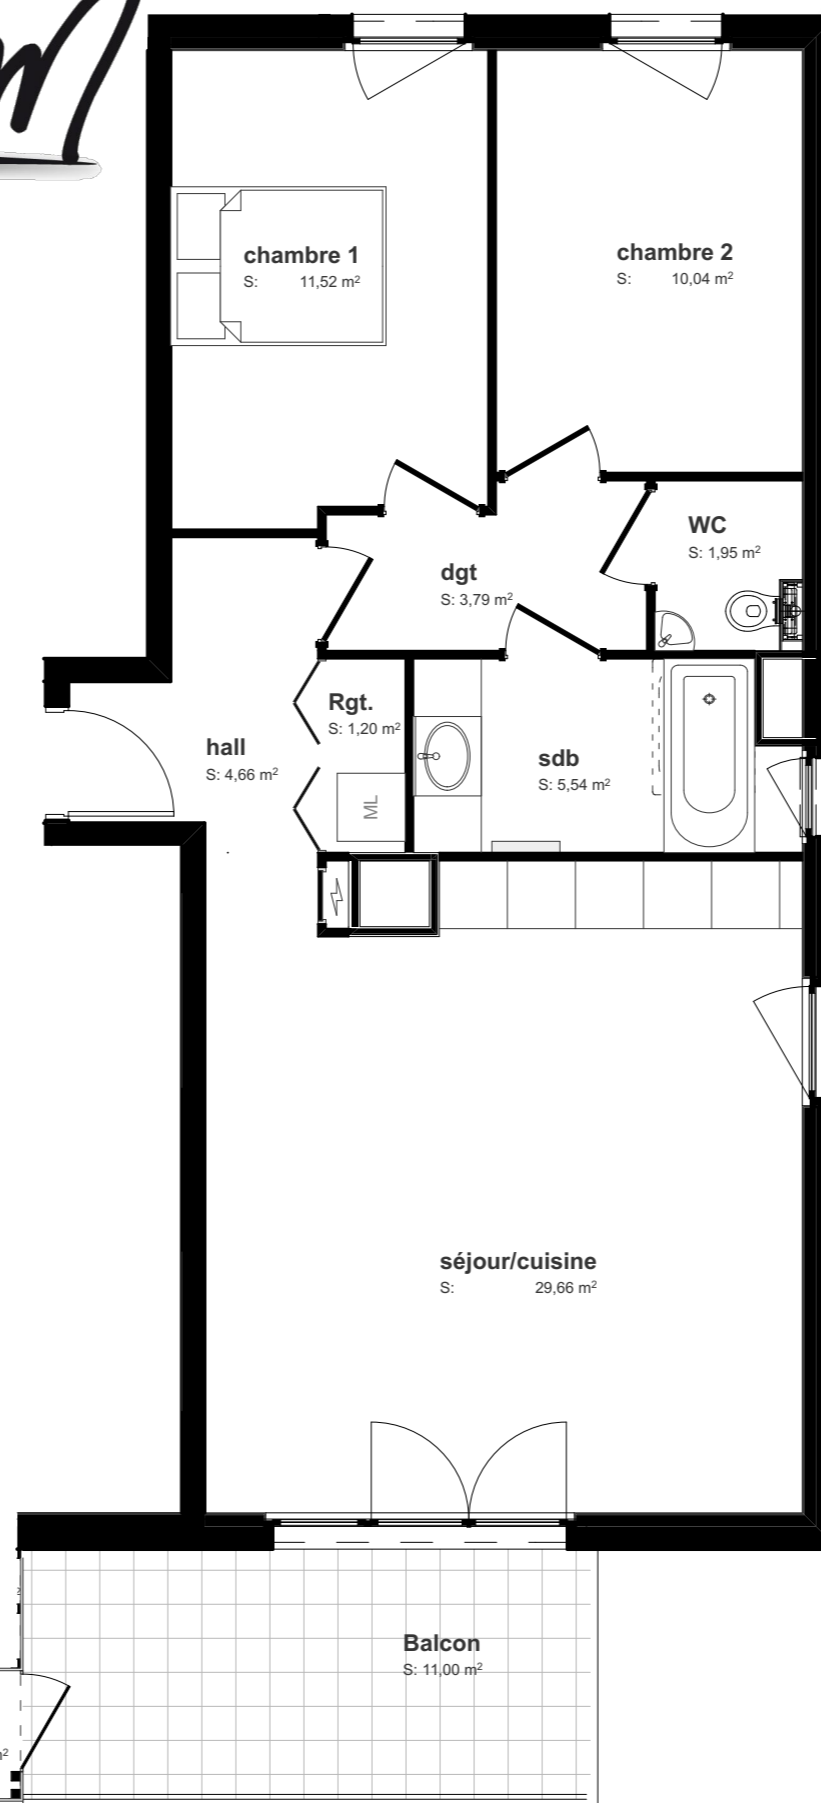 chambre 1
S: 11,52 m²
chambre 2
S: 10,04 m²
WC
S: 1,95 m²
dgt
S: 3,79 m²
Rgt.
S: 1,20 m²
hall
S: 4,66 m²
sdb
S: 5,54 m²
ML
séjour/cuisine
S: 29,66 m²
Balcon
S: 11,00 m²
m²